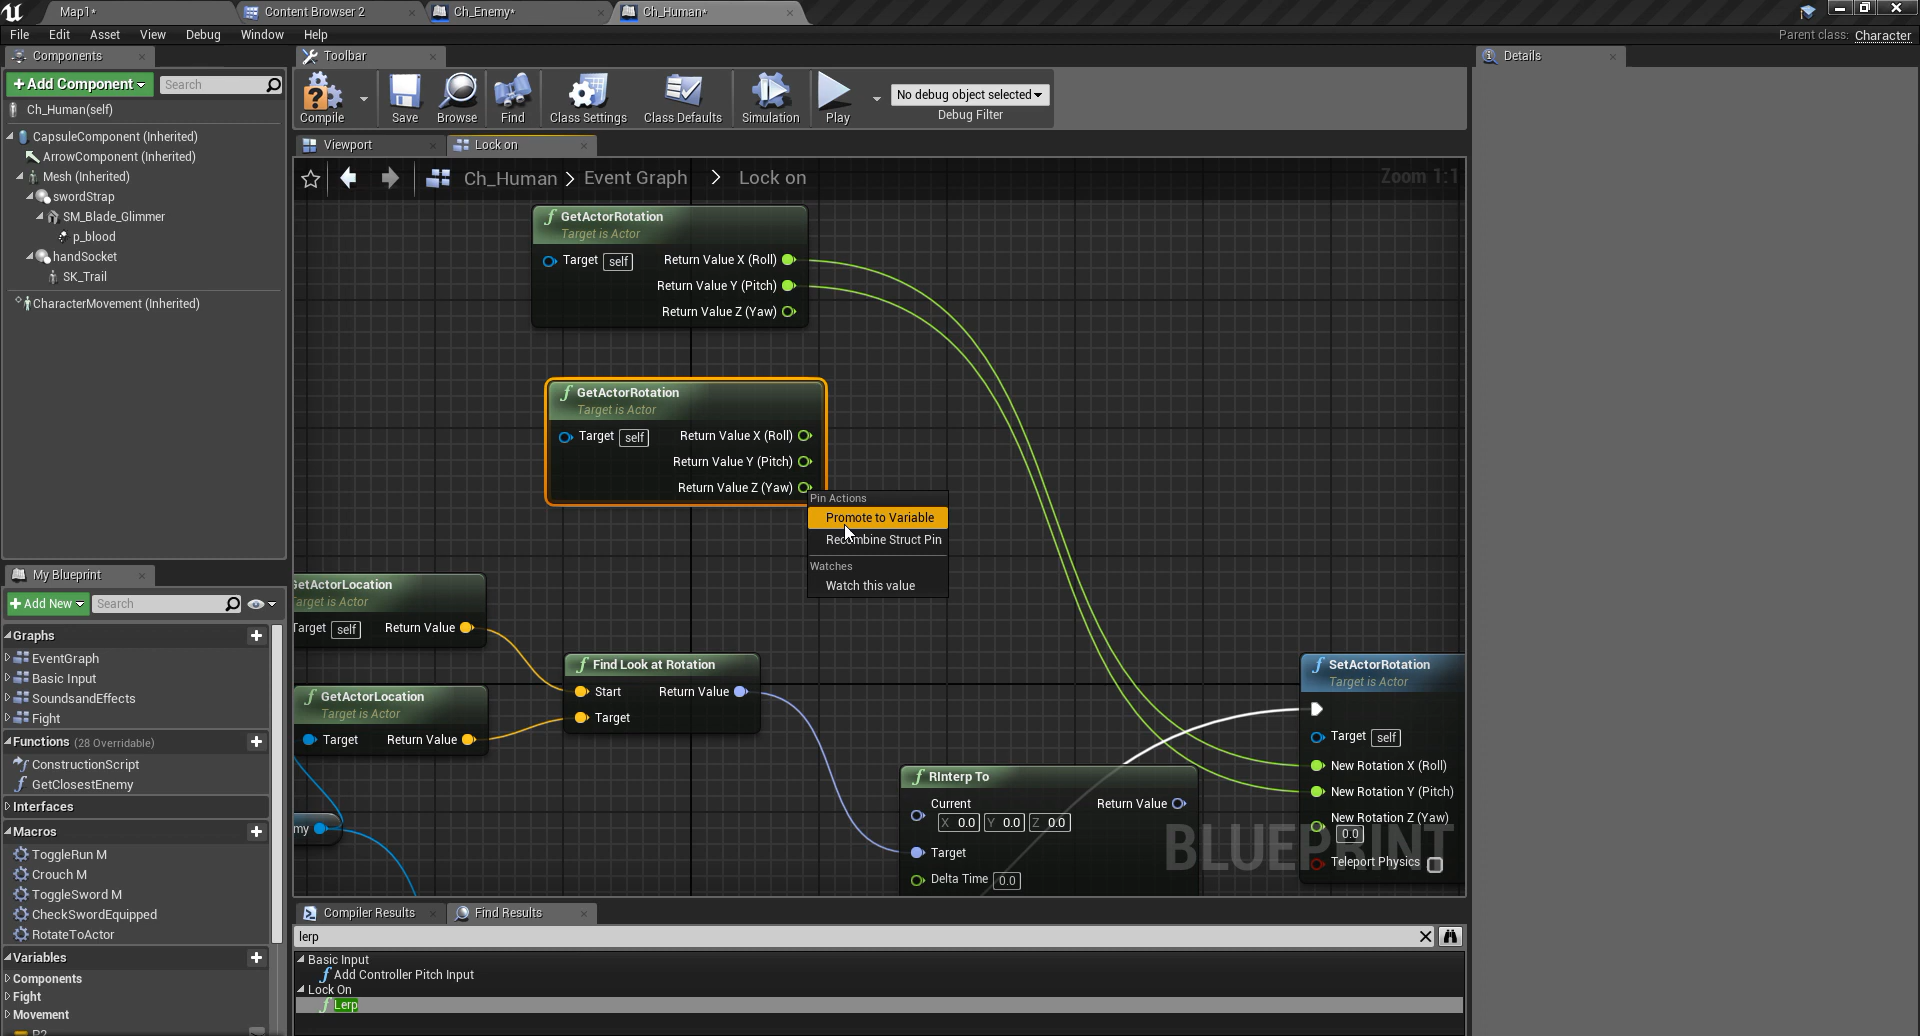 Map1*
Content Browser 2
Ch_Enemy*
Ch_Human*
File Edit Asset View Debug Window Help
Parent class: Character
Components
Toolbar
Details
+Add Component
Search
Ch_Human(self)
CapsuleComponent (Inherited)
ArrowComponent (Inherited)
Mesh (Inherited)
swordStrap
SM_Blade_Glimmer
p_blood
handSocket
SK_Trail
CharacterMovement (Inherited)
Compile
Save
Browse
Find
Class Settings
Class Defaults
Simulation
Play
No debug object selected
Debug Filter
Viewport
Lock on
Ch_Human > Event Graph > Lock on
Zoom 1:1
GetActorRotation
Target is Actor
Target self
Return Value X (Roll)
Return Value Y (Pitch)
Return Value Z (Yaw)
GetActorRotation
Target is Actor
Target self
Return Value X (Roll)
Return Value Y (Pitch)
Return Value Z (Yaw)
Pin Actions
Promote to Variable
Recombine Struct Pin
Watches
Watch this value
GetActorLocation
Target is Actor
Target self Return Value
GetActorLocation
Target is Actor
Target Return Value
my
Find Look at Rotation
Start Return Value
Target
RInterp To
Current Return Value
X 0.0 Y 0.0 Z 0.0
Target
Delta Time 0.0
SetActorRotation
Target is Actor
Target self
New Rotation X (Roll)
New Rotation Y (Pitch)
New Rotation Z (Yaw)
0.0
Teleport Physics
BLUEPRINT
My Blueprint
+Add New
Search
Graphs
EventGraph
Basic Input
SoundsandEffects
Fight
Functions (28 Overridable)
ConstructionScript
GetClosestEnemy
Interfaces
Macros
ToggleRun M
Crouch M
ToggleSword M
CheckSwordEquipped
RotateToActor
Variables
Components
Fight
Movement
Compiler Results
Find Results
lerp
Basic Input
Add Controller Pitch Input
Lock On
Lerp